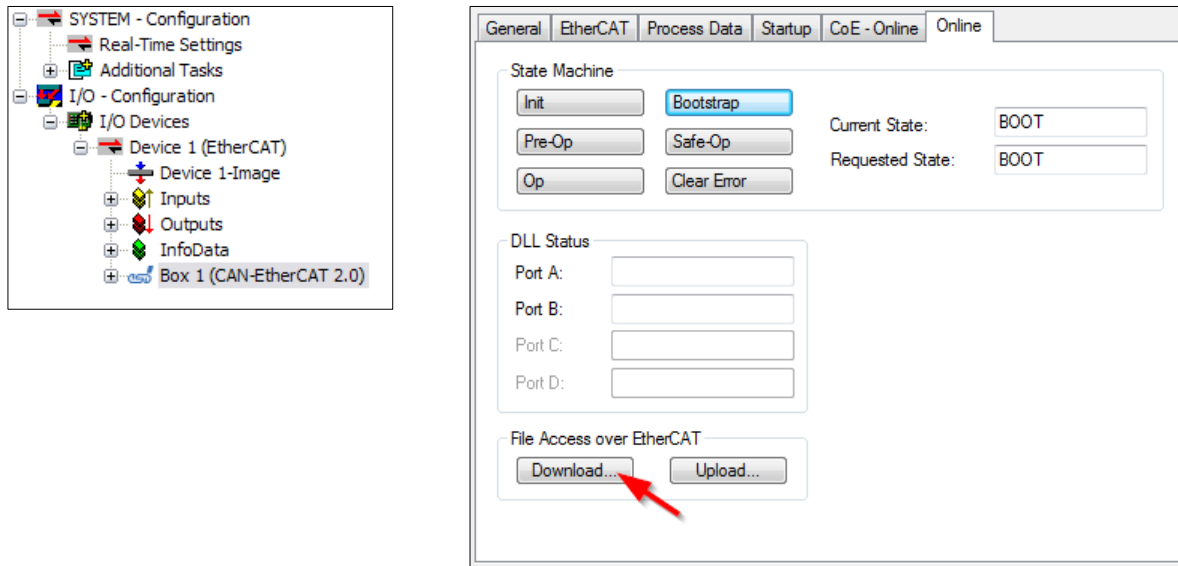 SYSTEM - Configuration
Real-Time Settings
Additional Tasks
I/O - Configuration
I/O Devices
Device 1 (EtherCAT)
Device 1-Image
Inputs
Outputs
InfoData
esd Box 1 (CAN-EtherCAT 2.0)
General EtherCAT Process Data Startup CoE - Online Online
State Machine
Init Bootstrap
Pre-Op Safe-Op
Op Clear Error
Current State: BOOT
Requested State: BOOT
DLL Status
Port A:
Port B:
Port C:
Port D:
File Access over EtherCAT
Download... Upload...